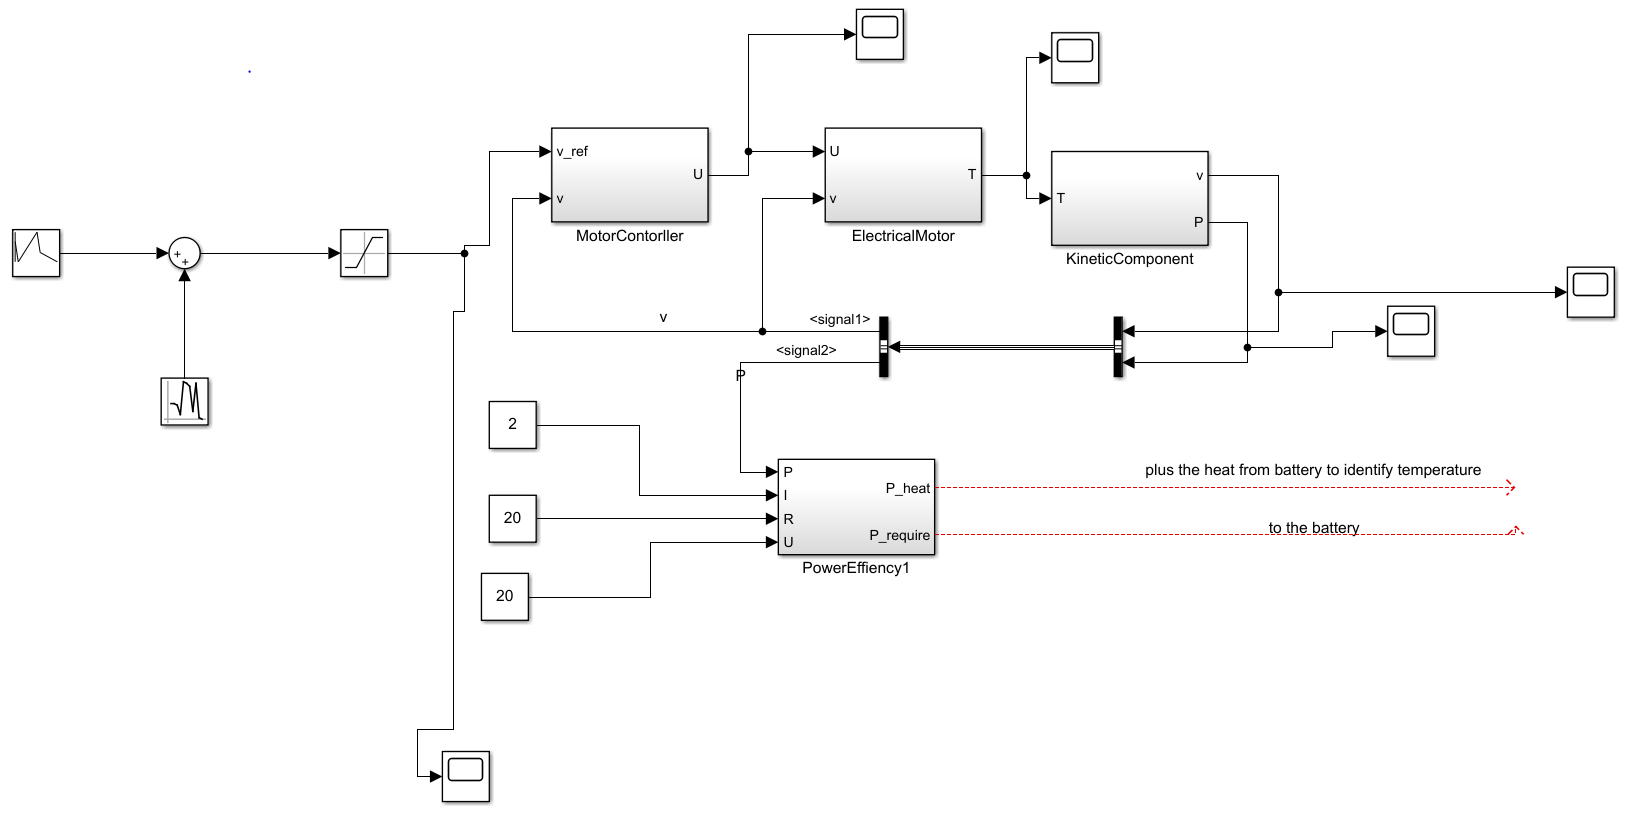 v_ref
v
U
MotorContorller
U
v
T
ElectricalMotor
T
v
P
KineticComponent
v
<signal1>
<signal2>
P
2
20
20
P
I
R
U
P_heat
P_require
PowerEffiency1
plus the heat from battery to identify temperature
to the battery